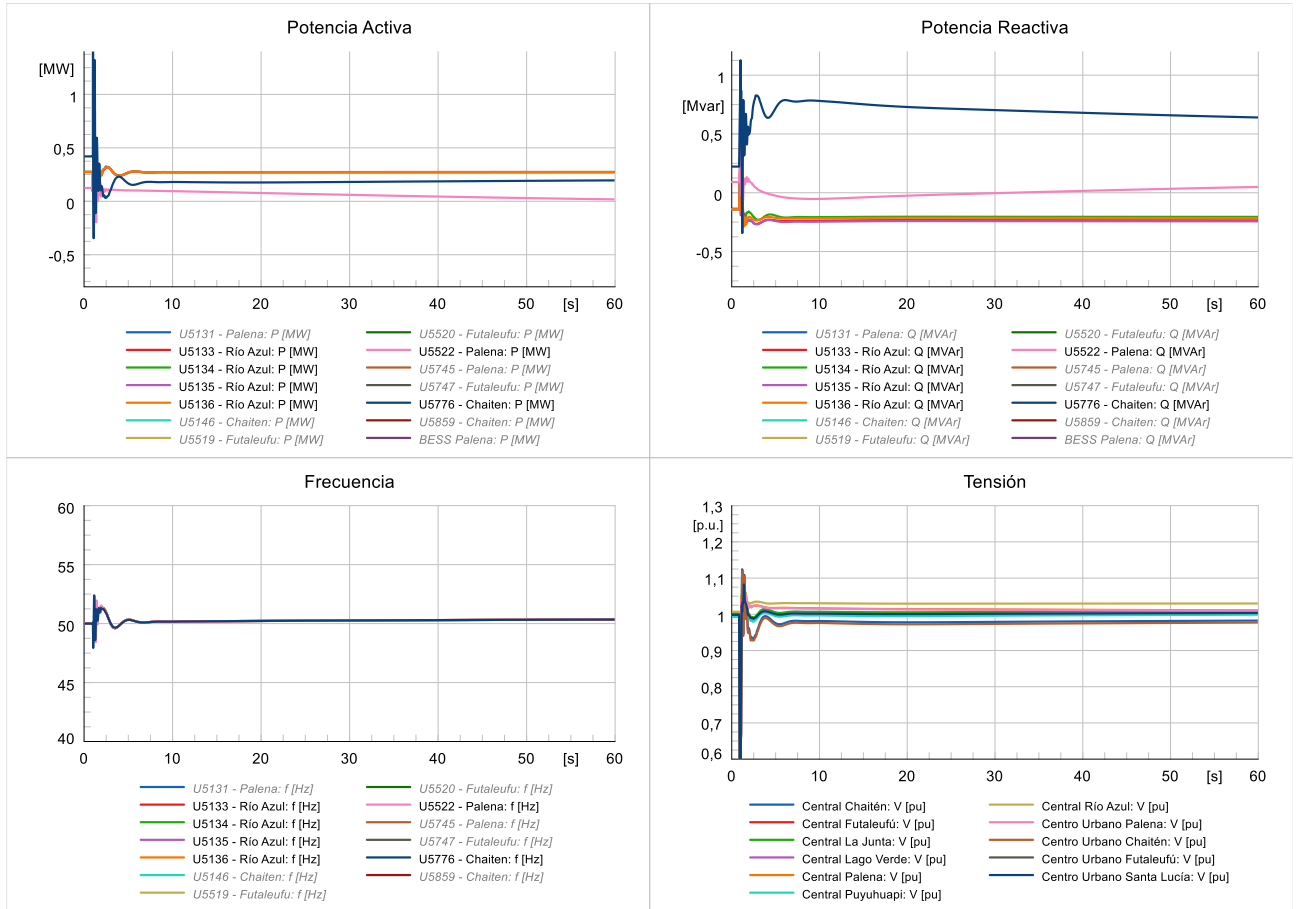 Potencia Activa
[MW]
1
0,5
0
-0,5
0 10 20 30 40 50 60
[s]
U5131 - Palena: P [MW]
U5133 - Río Azul: P [MW]
U5134 - Río Azul: P [MW]
U5135 - Río Azul: P [MW]
U5136 - Río Azul: P [MW]
U5146 - Chaiten: P [MW]
U5519 - Futaleufu: P [MW]
U5520 - Futaleufu: P [MW]
U5522 - Palena: P [MW]
U5745 - Palena: P [MW]
U5747 - Futaleufu: P [MW]
U5776 - Chaiten: P [MW]
U5859 - Chaiten: P [MW]
BESS Palena: P [MW]
Potencia Reactiva
1
[Mvar]
0,5
0
-0,5
0 10 20 30 40 50 60
[s]
U5131 - Palena: Q [MVAr]
U5133 - Río Azul: Q [MVAr]
U5134 - Río Azul: Q [MVAr]
U5135 - Río Azul: Q [MVAr]
U5136 - Río Azul: Q [MVAr]
U5146 - Chaiten: Q [MVAr]
U5519 - Futaleufu: Q [MVAr]
U5520 - Futaleufu: Q [MVAr]
U5522 - Palena: Q [MVAr]
U5745 - Palena: Q [MVAr]
U5747 - Futaleufu: Q [MVAr]
U5776 - Chaiten: Q [MVAr]
U5859 - Chaiten: Q [MVAr]
BESS Palena: Q [MVAr]
Frecuencia
60
55
50
45
40
0 10 20 30 40 50 60
[s]
U5131 - Palena: f [Hz]
U5133 - Río Azul: f [Hz]
U5134 - Río Azul: f [Hz]
U5135 - Río Azul: f [Hz]
U5136 - Río Azul: f [Hz]
U5146 - Chaiten: f [Hz]
U5519 - Futaleufu: f [Hz]
U5520 - Futaleufu: f [Hz]
U5522 - Palena: f [Hz]
U5745 - Palena: f [Hz]
U5747 - Futaleufu: f [Hz]
U5776 - Chaiten: f [Hz]
U5859 - Chaiten: f [Hz]
Tensión
1,3
[p.u.]
1,2
1,1
1
0,9
0,8
0,7
0,6
0 10 20 30 40 50 60
[s]
Central Chaitén: V [pu]
Central Futaleufú: V [pu]
Central La Junta: V [pu]
Central Lago Verde: V [pu]
Central Palena: V [pu]
Central Puyuhuapi: V [pu]
Central Río Azul: V [pu]
Centro Urbano Palena: V [pu]
Centro Urbano Chaitén: V [pu]
Centro Urbano Futaleufú: V [pu]
Centro Urbano Santa Lucía: V [pu]